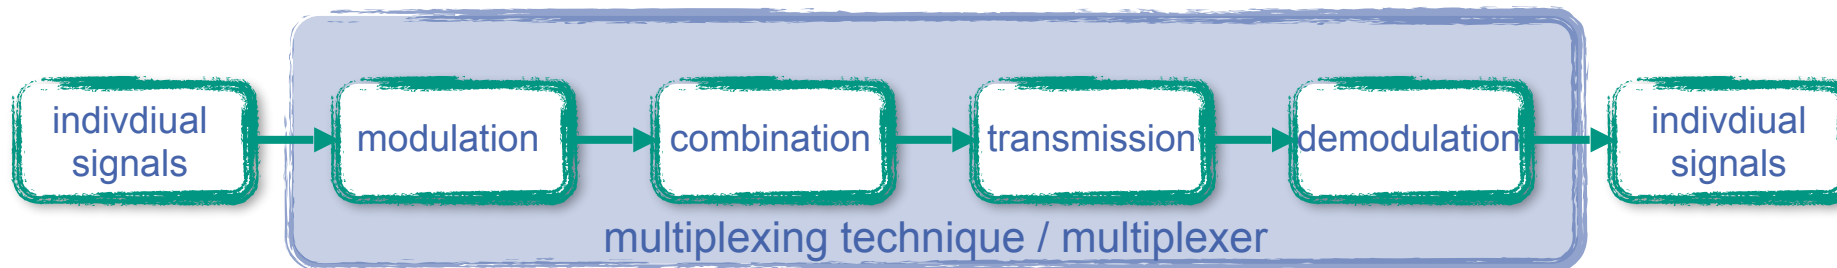 indivdiual
signals
modulation
combination
transmission
demodulation
indivdiual
signals
multiplexing technique / multiplexer